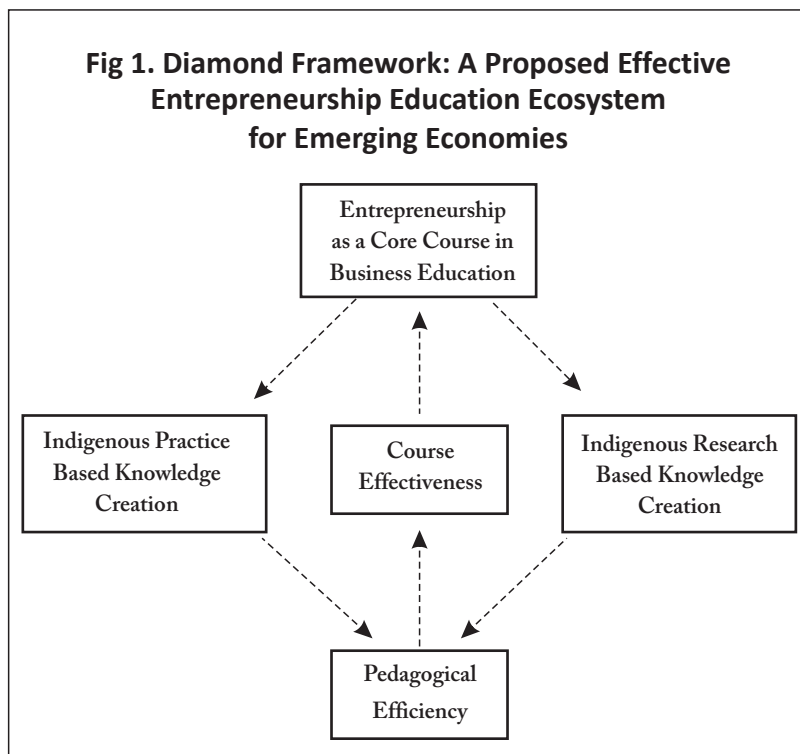 Fig 1. Diamond Framework: A Proposed Effective
Entrepreneurship Education Ecosystem
for Emerging Economies
Entrepreneurship
as a Core Course in
Business Education
Indigenous Practice
Based Knowledge
Creation
Course
Effectiveness
Indigenous Research
Based Knowledge
Creation
Pedagogical
Efficiency